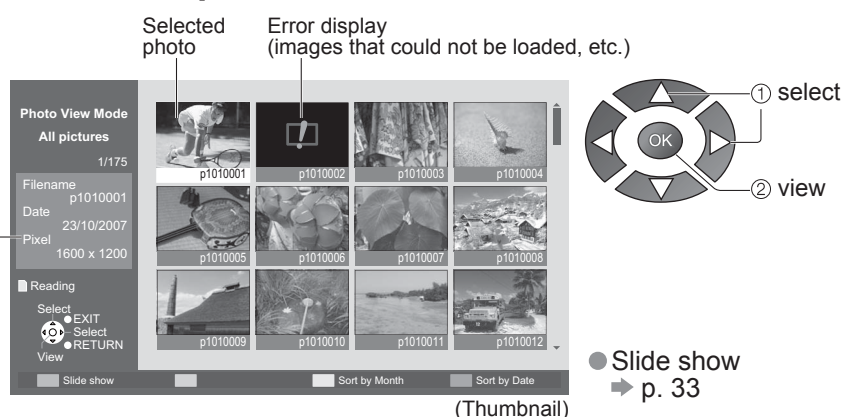 Selected
photo
Error display
(images that could not be loaded, etc.)
Photo View Mode
All pictures
1/175
Filename
p1010001
Date
23/10/2007
Pixel
1600 x 1200
Reading
Select
EXIT
Select
RETURN
View
p1010001
p1010002
p1010003
p1010004
p1010005
p1010006
p1010007
p1010008
p1010009
p1010010
p1010011
p1010012
Slide show
Sort by Month
Sort by Date
(Thumbnail)
① select
OK
② view
● Slide show
➡ p. 33